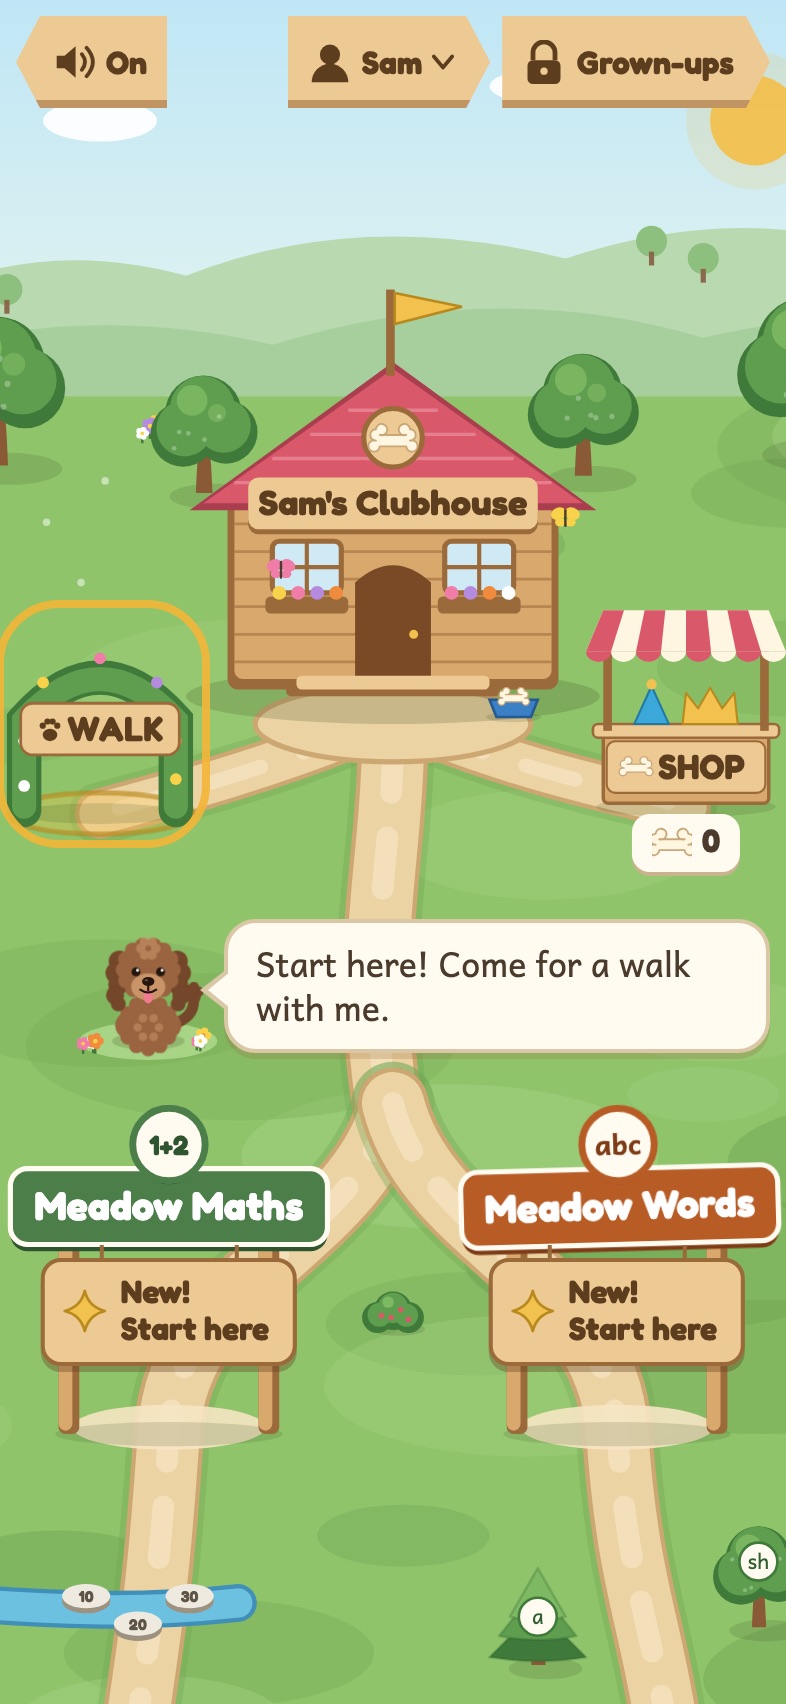 On
Sam
Grown-ups
Sam's Clubhouse
WALK
SHOP
0
Start here! Come for a walk
with me.
1+2
abc
Meadow Maths
Meadow Words
New!
Start here
New!
Start here
sh
10
30
20
a